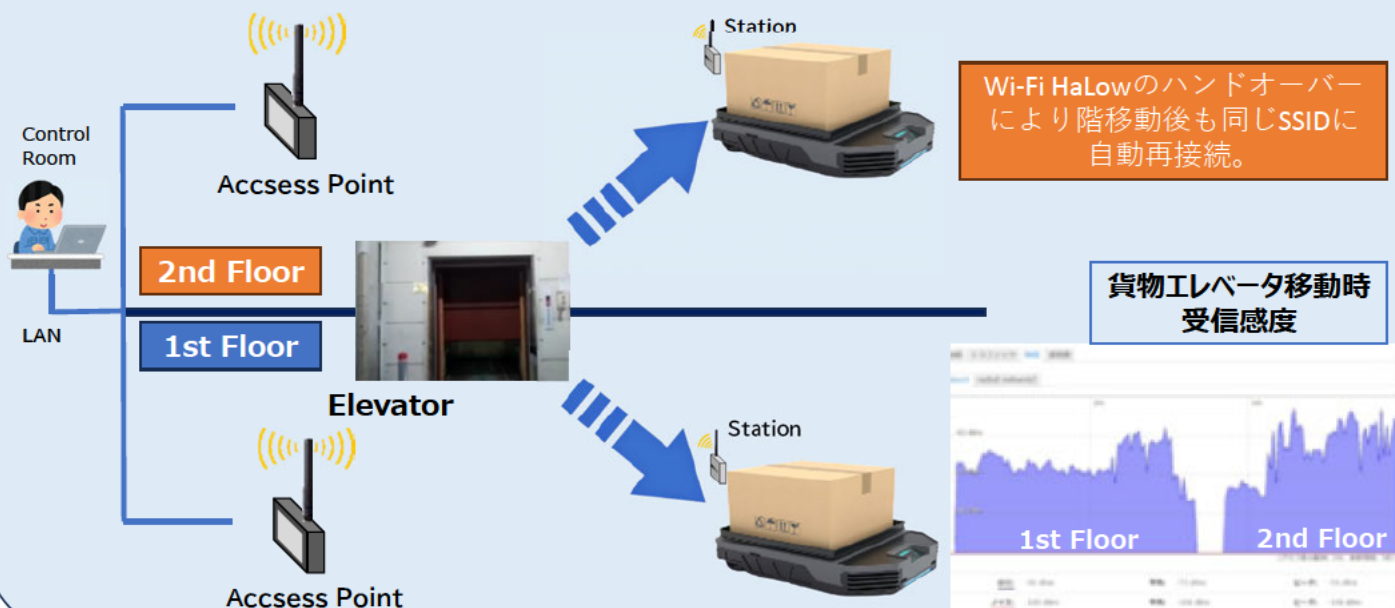 Station
Wi-Fi HaLowのハンドオーバー
により階移動後も同じSSIDに
自動再接続。
Control
Room
Accsess Point
2nd Floor
貨物エレベータ移動時
受信感度
LAN
1st Floor
Elevator
Station
1st Floor
2nd Floor
Accsess Point